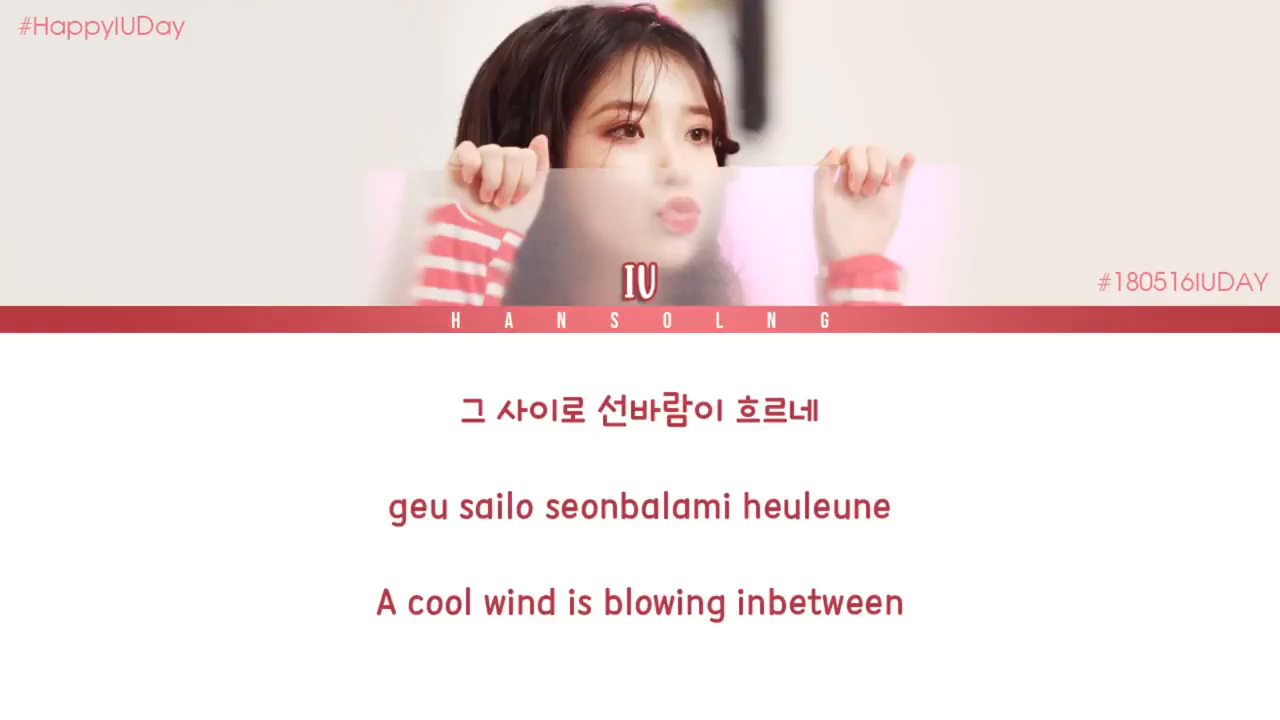 #HappyIUDay
IU
#180516IUDAY
HANSOLNG
그 사이로 선바람이 흐르네
geu sailo seonbalami heuleune
A cool wind is blowing inbetween